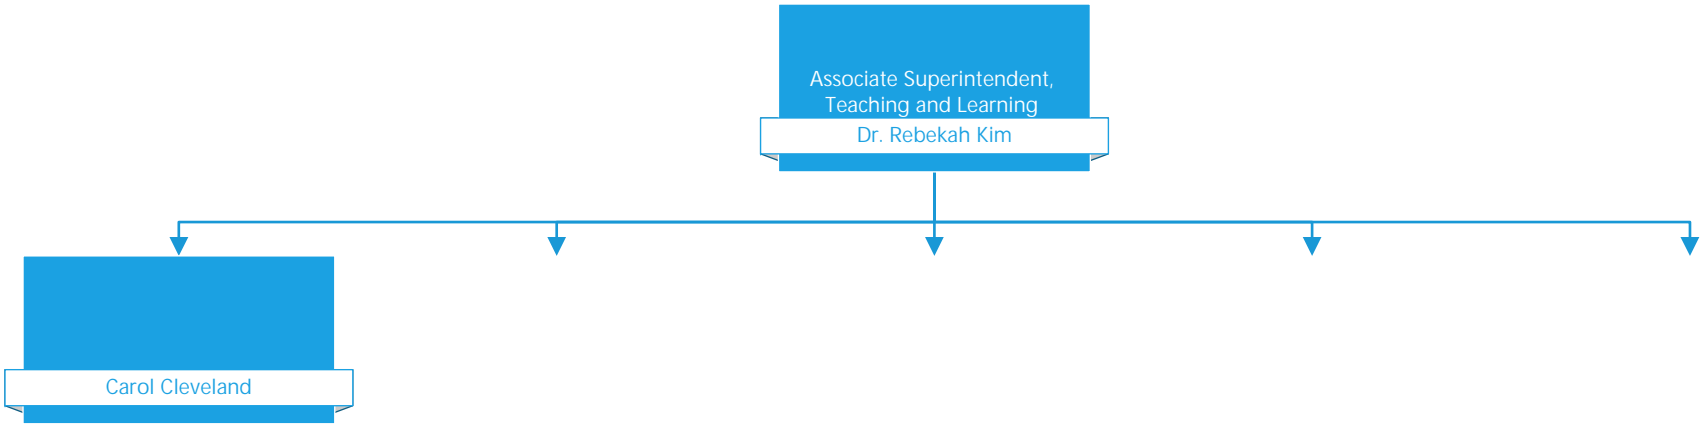 Associate Superintendent,
Teaching and Learning
Dr. Rebekah Kim
Carol Cleveland